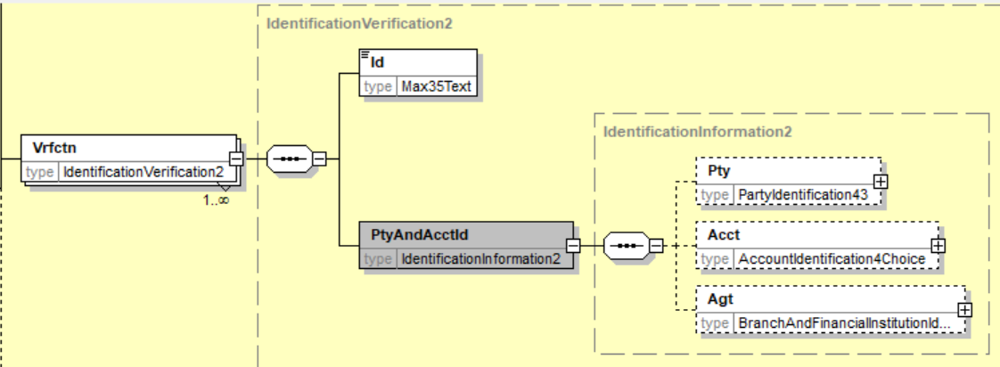 IdentificationVerification2
Id
type Max35Text
Vrfctn
type IdentificationVerification2
1..∞
PtyAndAcctId
type IdentificationInformation2
IdentificationInformation2
Pty
type PartyIdentification43
Acct
type AccountIdentification4Choice
Agt
type BranchAndFinancialInstitutionId...